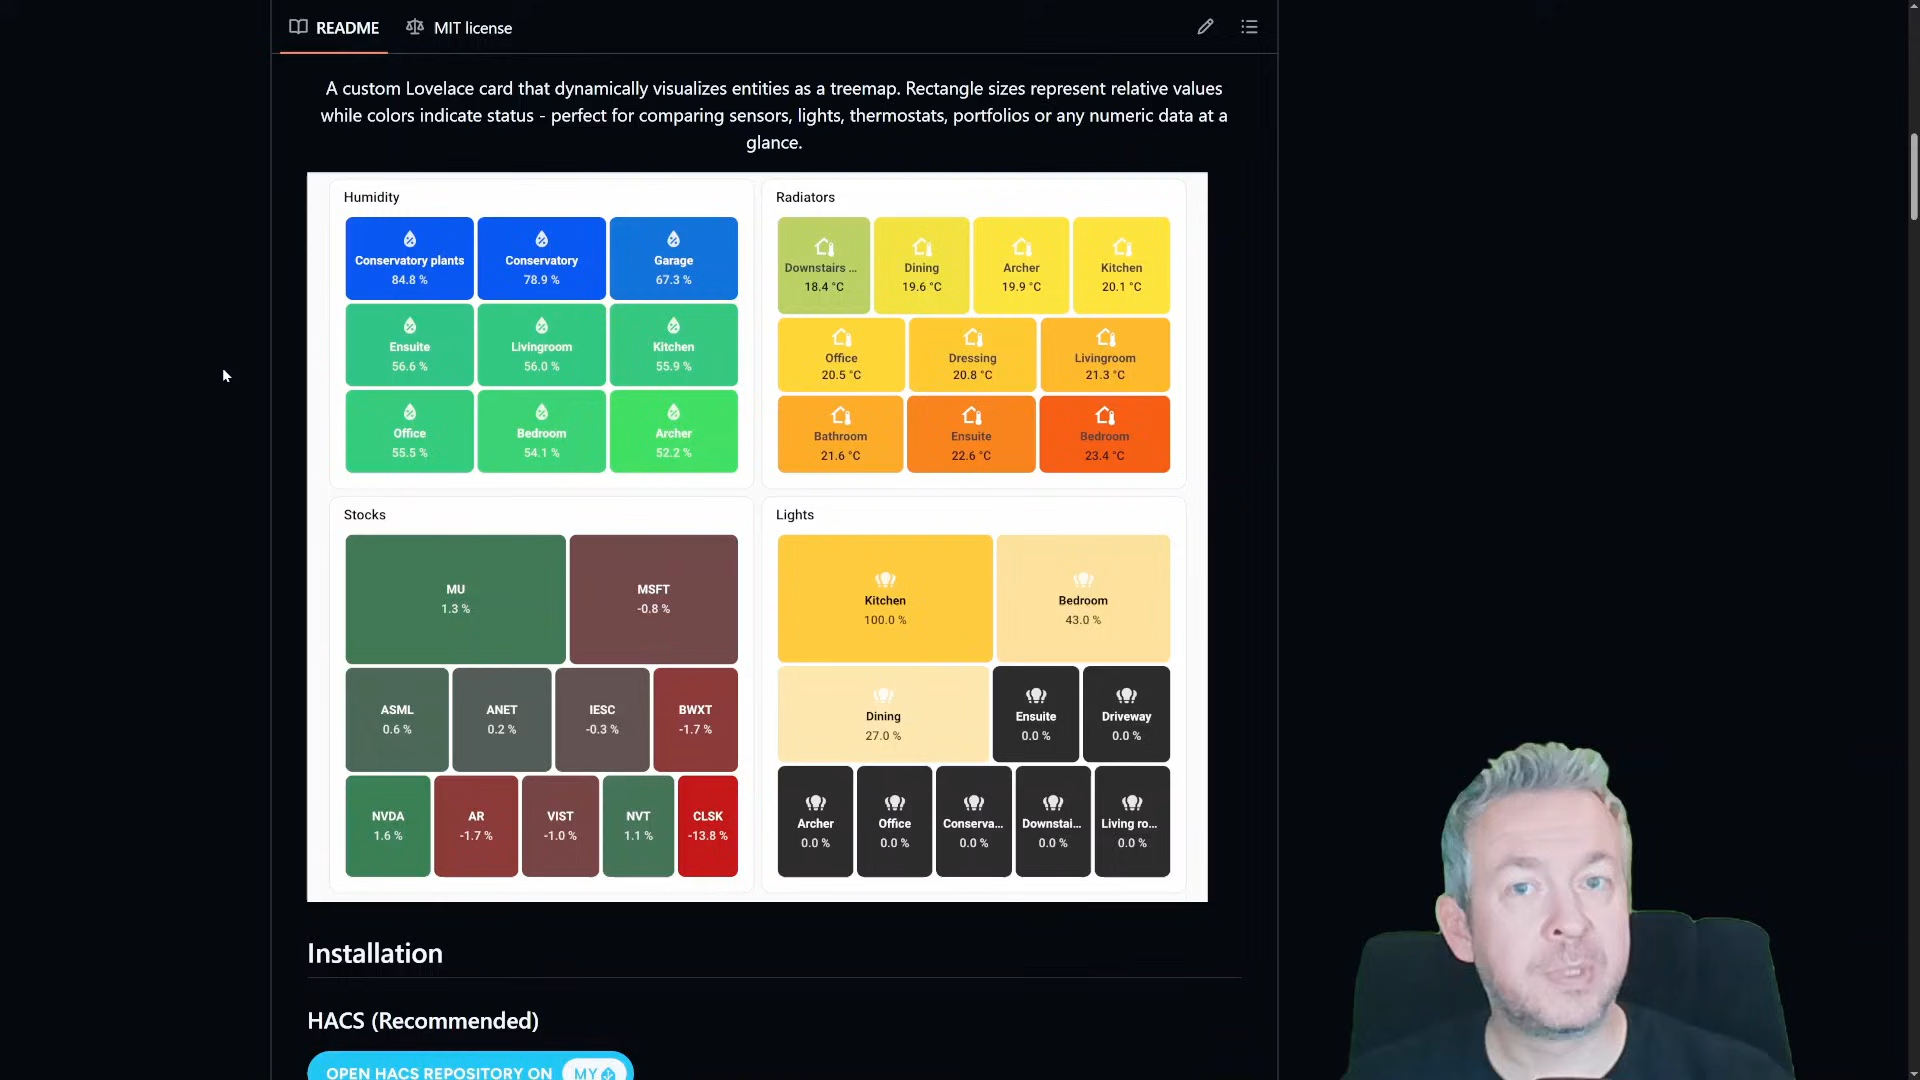 README
MIT license
A custom Lovelace card that dynamically visualizes entities as a treemap. Rectangle sizes represent relative values
while colors indicate status - perfect for comparing sensors, lights, thermostats, portfolios or any numeric data at a
glance.
Humidity
Conservatory plants
84.8 %
Conservatory
78.9 %
Garage
67.3 %
Ensuite
56.6 %
Livingroom
56.0 %
Kitchen
55.9 %
Office
55.5 %
Bedroom
54.1 %
Archer
52.2 %
Radiators
Downstairs ...
18.4 °C
Dining
19.6 °C
Archer
19.9 °C
Kitchen
20.1 °C
Office
20.5 °C
Dressing
20.8 °C
Livingroom
21.3 °C
Bathroom
21.6 °C
Ensuite
22.6 °C
Bedroom
23.4 °C
Stocks
MU
1.3 %
MSFT
-0.8 %
ASML
0.6 %
ANET
0.2 %
IESC
-0.3 %
BWXT
-1.7 %
NVDA
1.6 %
AR
-1.7 %
VIST
-1.0 %
NVT
1.1 %
CLSK
-13.8 %
Lights
Kitchen
100.0 %
Bedroom
43.0 %
Dining
27.0 %
Ensuite
0.0 %
Driveway
0.0 %
Archer
0.0 %
Office
0.0 %
Conserva...
0.0 %
Downstai...
0.0 %
Living ro...
0.0 %
Installation
HACS (Recommended)
OPEN HACS REPOSITORY ON MY